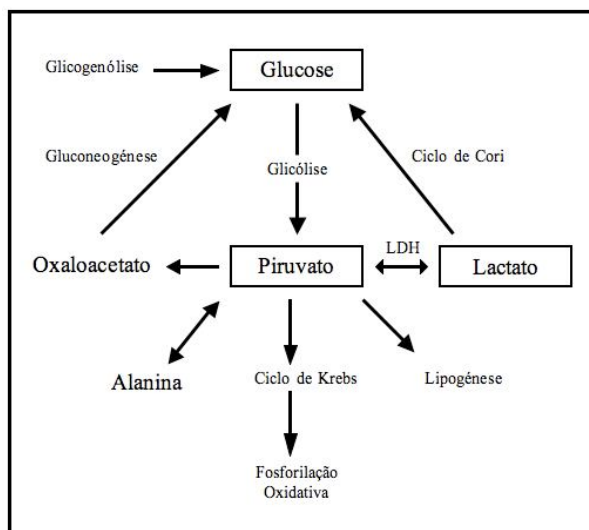 Glicogenólise
Glucose
Gluconeogénese
Glicólise
Ciclo de Cori
Oxaloacetato
Piruvato
LDH
Lactato
Alanina
Ciclo de Krebs
Lipogénese
Fosforilação
Oxidativa